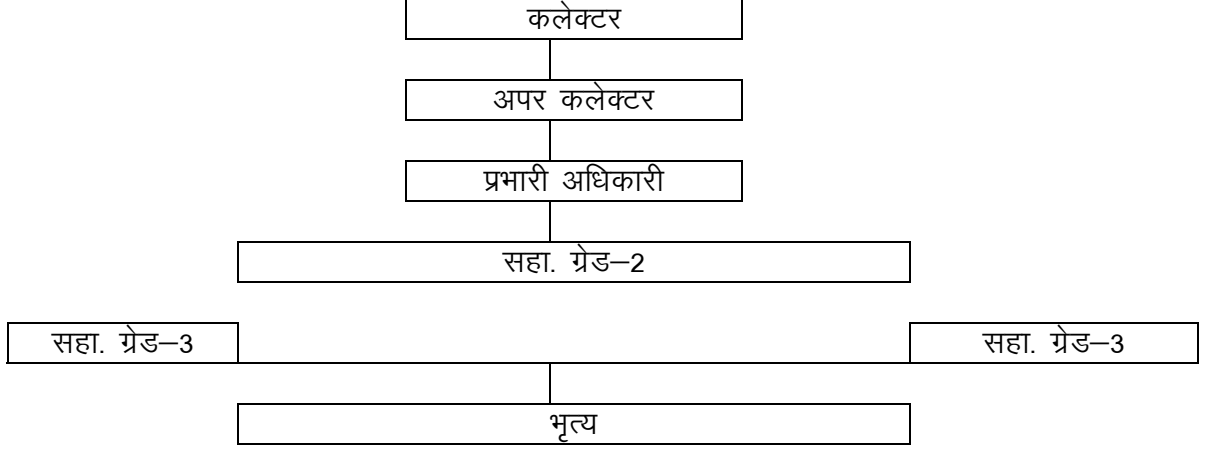 कलेक्टर
अपर कलेक्टर
प्रभारी अधिकारी
सहा. ग्रेड–2
सहा. ग्रेड–3 सहा. ग्रेड–3
भृत्य